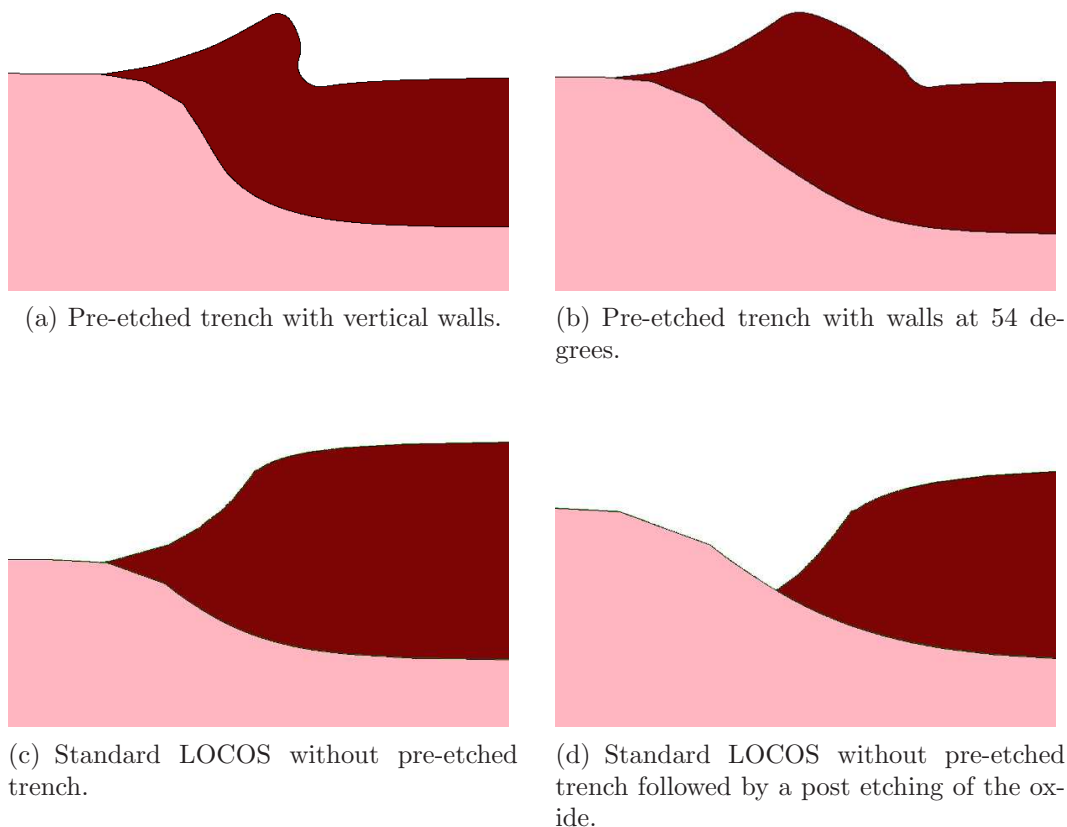 (a) Pre-etched trench with vertical walls.
(b) Pre-etched trench with walls at 54 de-
grees.
(c) Standard LOCOS without pre-etched
trench.
(d) Standard LOCOS without pre-etched
trench followed by a post etching of the ox-
ide.